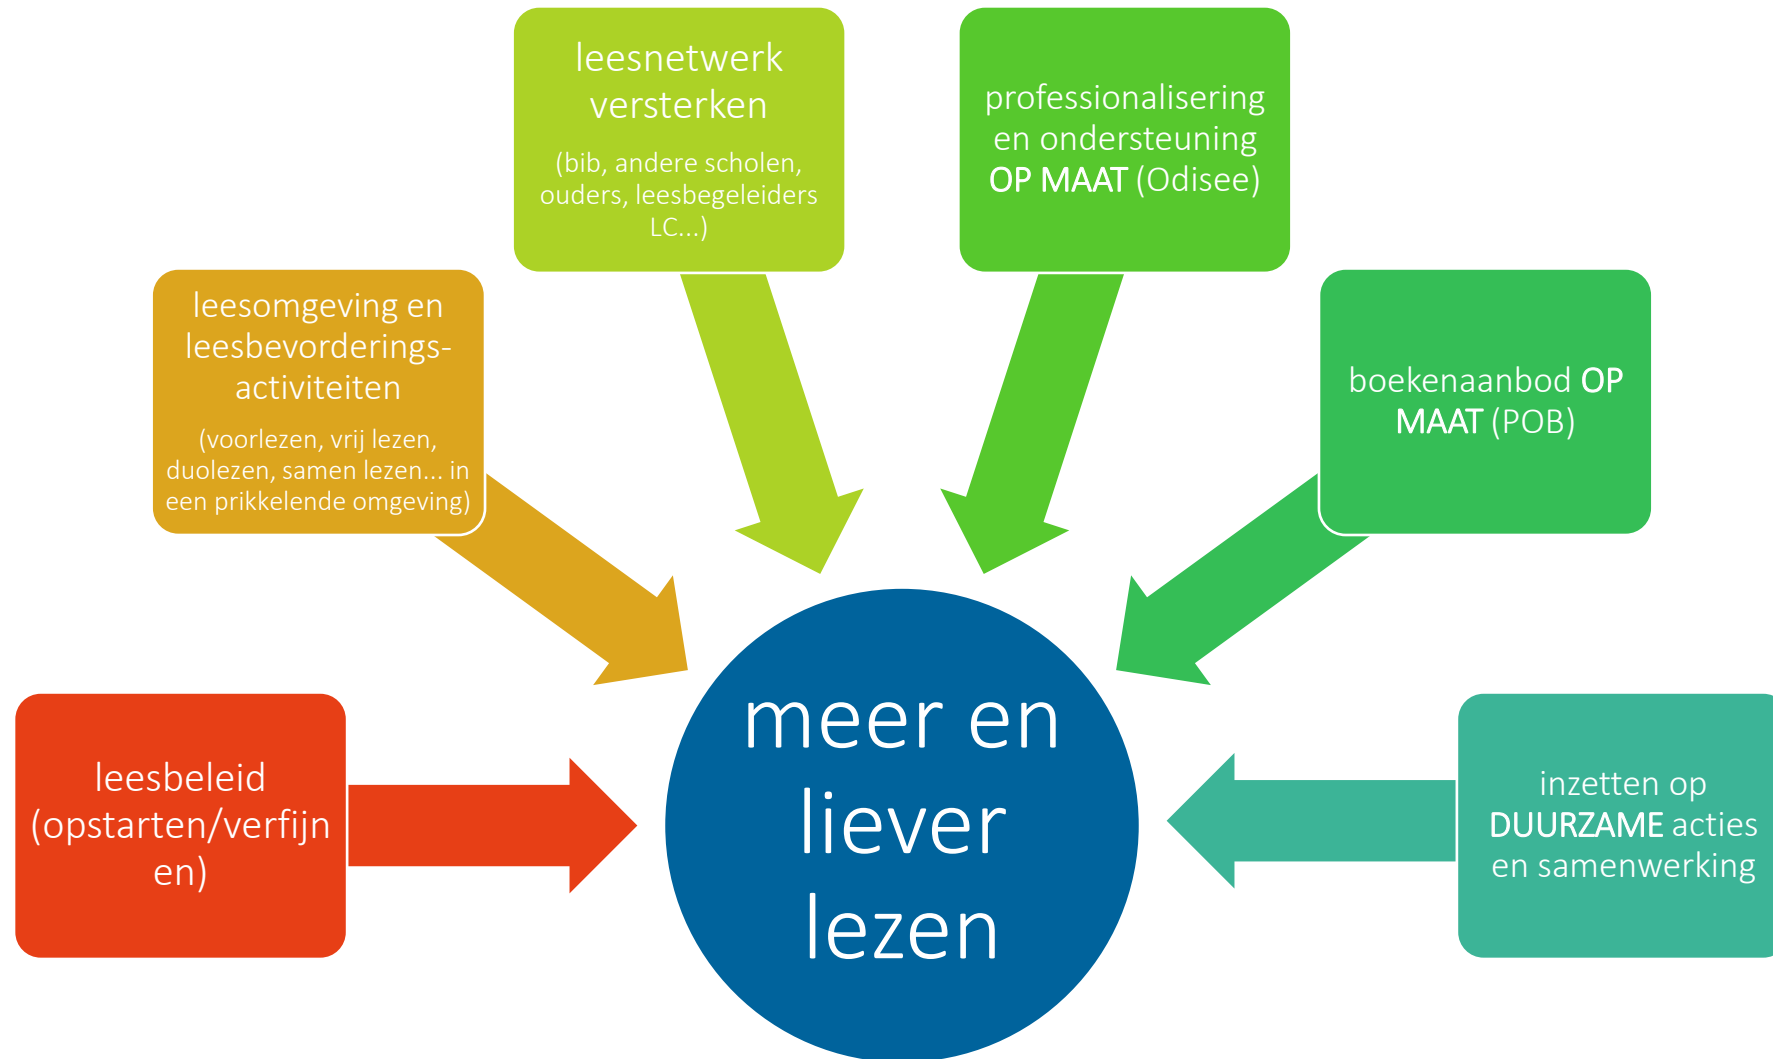 leesnetwerk
versterken
(bib, andere scholen,
ouders, leesbegeleiders
LC...)
professionalisering
en ondersteuning
OP MAAT (Odisee)
leesomgeving en
leesbevorderings-
activiteiten
(voorlezen, vrij lezen,
duolezen, samen lezen... in
een prikkelende omgeving)
boekenaanbod OP
MAAT (POB)
leesbeleid
(opstarten/verfijn
en)
meer en
liever
lezen
inzetten op
DUURZAME acties
en samenwerking